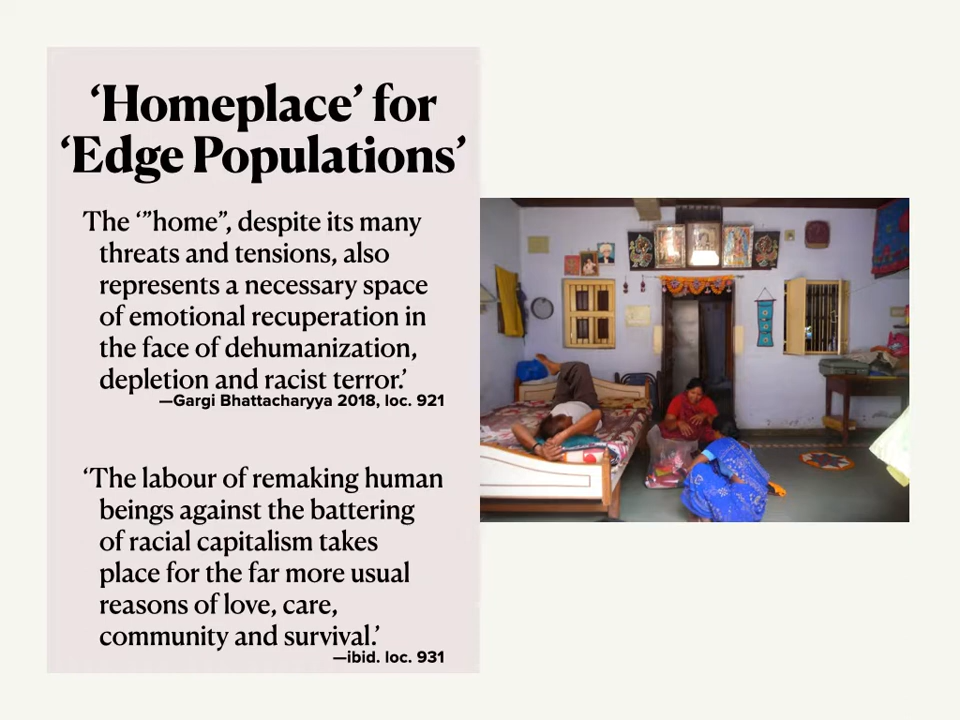 ‘Homeplace’ for
‘Edge Populations’
The ‘”home”, despite its many
threats and tensions, also
represents a necessary space
of emotional recuperation in
the face of dehumanization,
depletion and racist terror.’
—Gargi Bhattacharyya 2018, loc. 921
‘The labour of remaking human
beings against the battering
of racial capitalism takes
place for the far more usual
reasons of love, care,
community and survival.’
—ibid. loc. 931